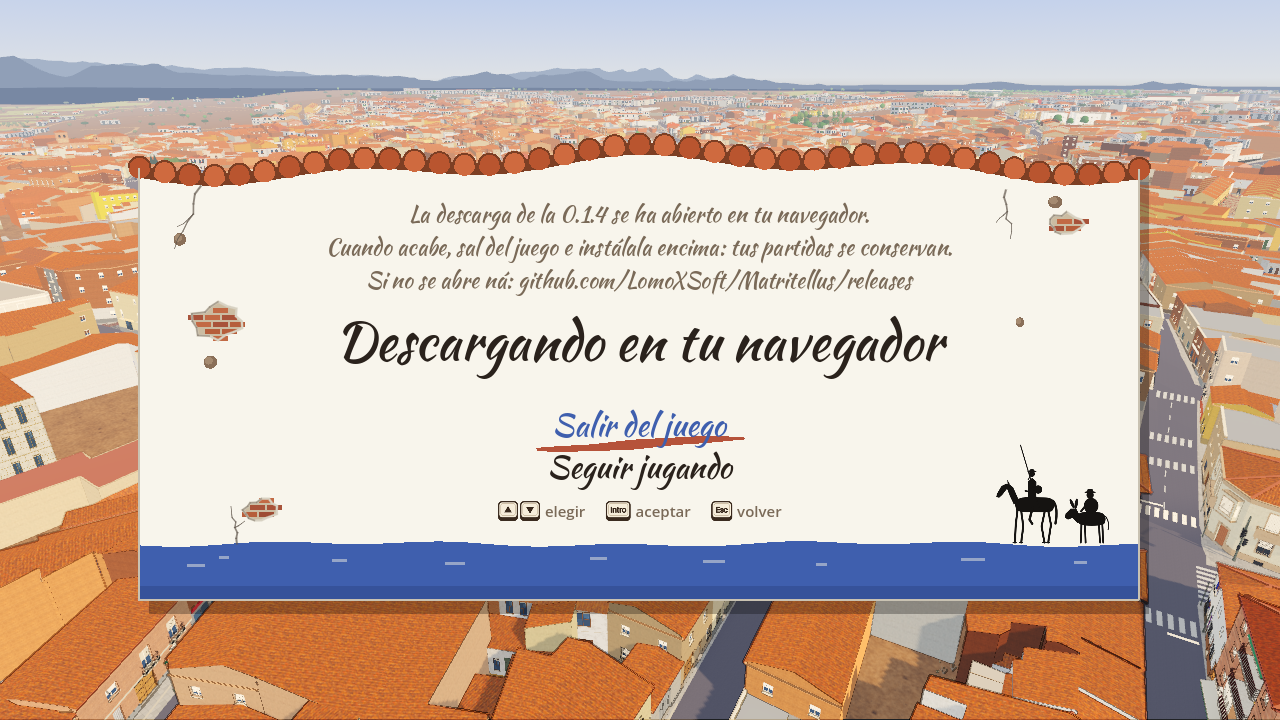 La descarga de la 0.1.4 se ha abierto en tu navegador.
Cuando acabe, sal del juego e instálala encima: tus partidas se conservan.
Si no se abre ná: github.com/LomoXSoft/Matritellus/releases
Descargando en tu navegador
Salir del juego
Seguir jugando
▲ ▼ elegir Intro aceptar Esc volver